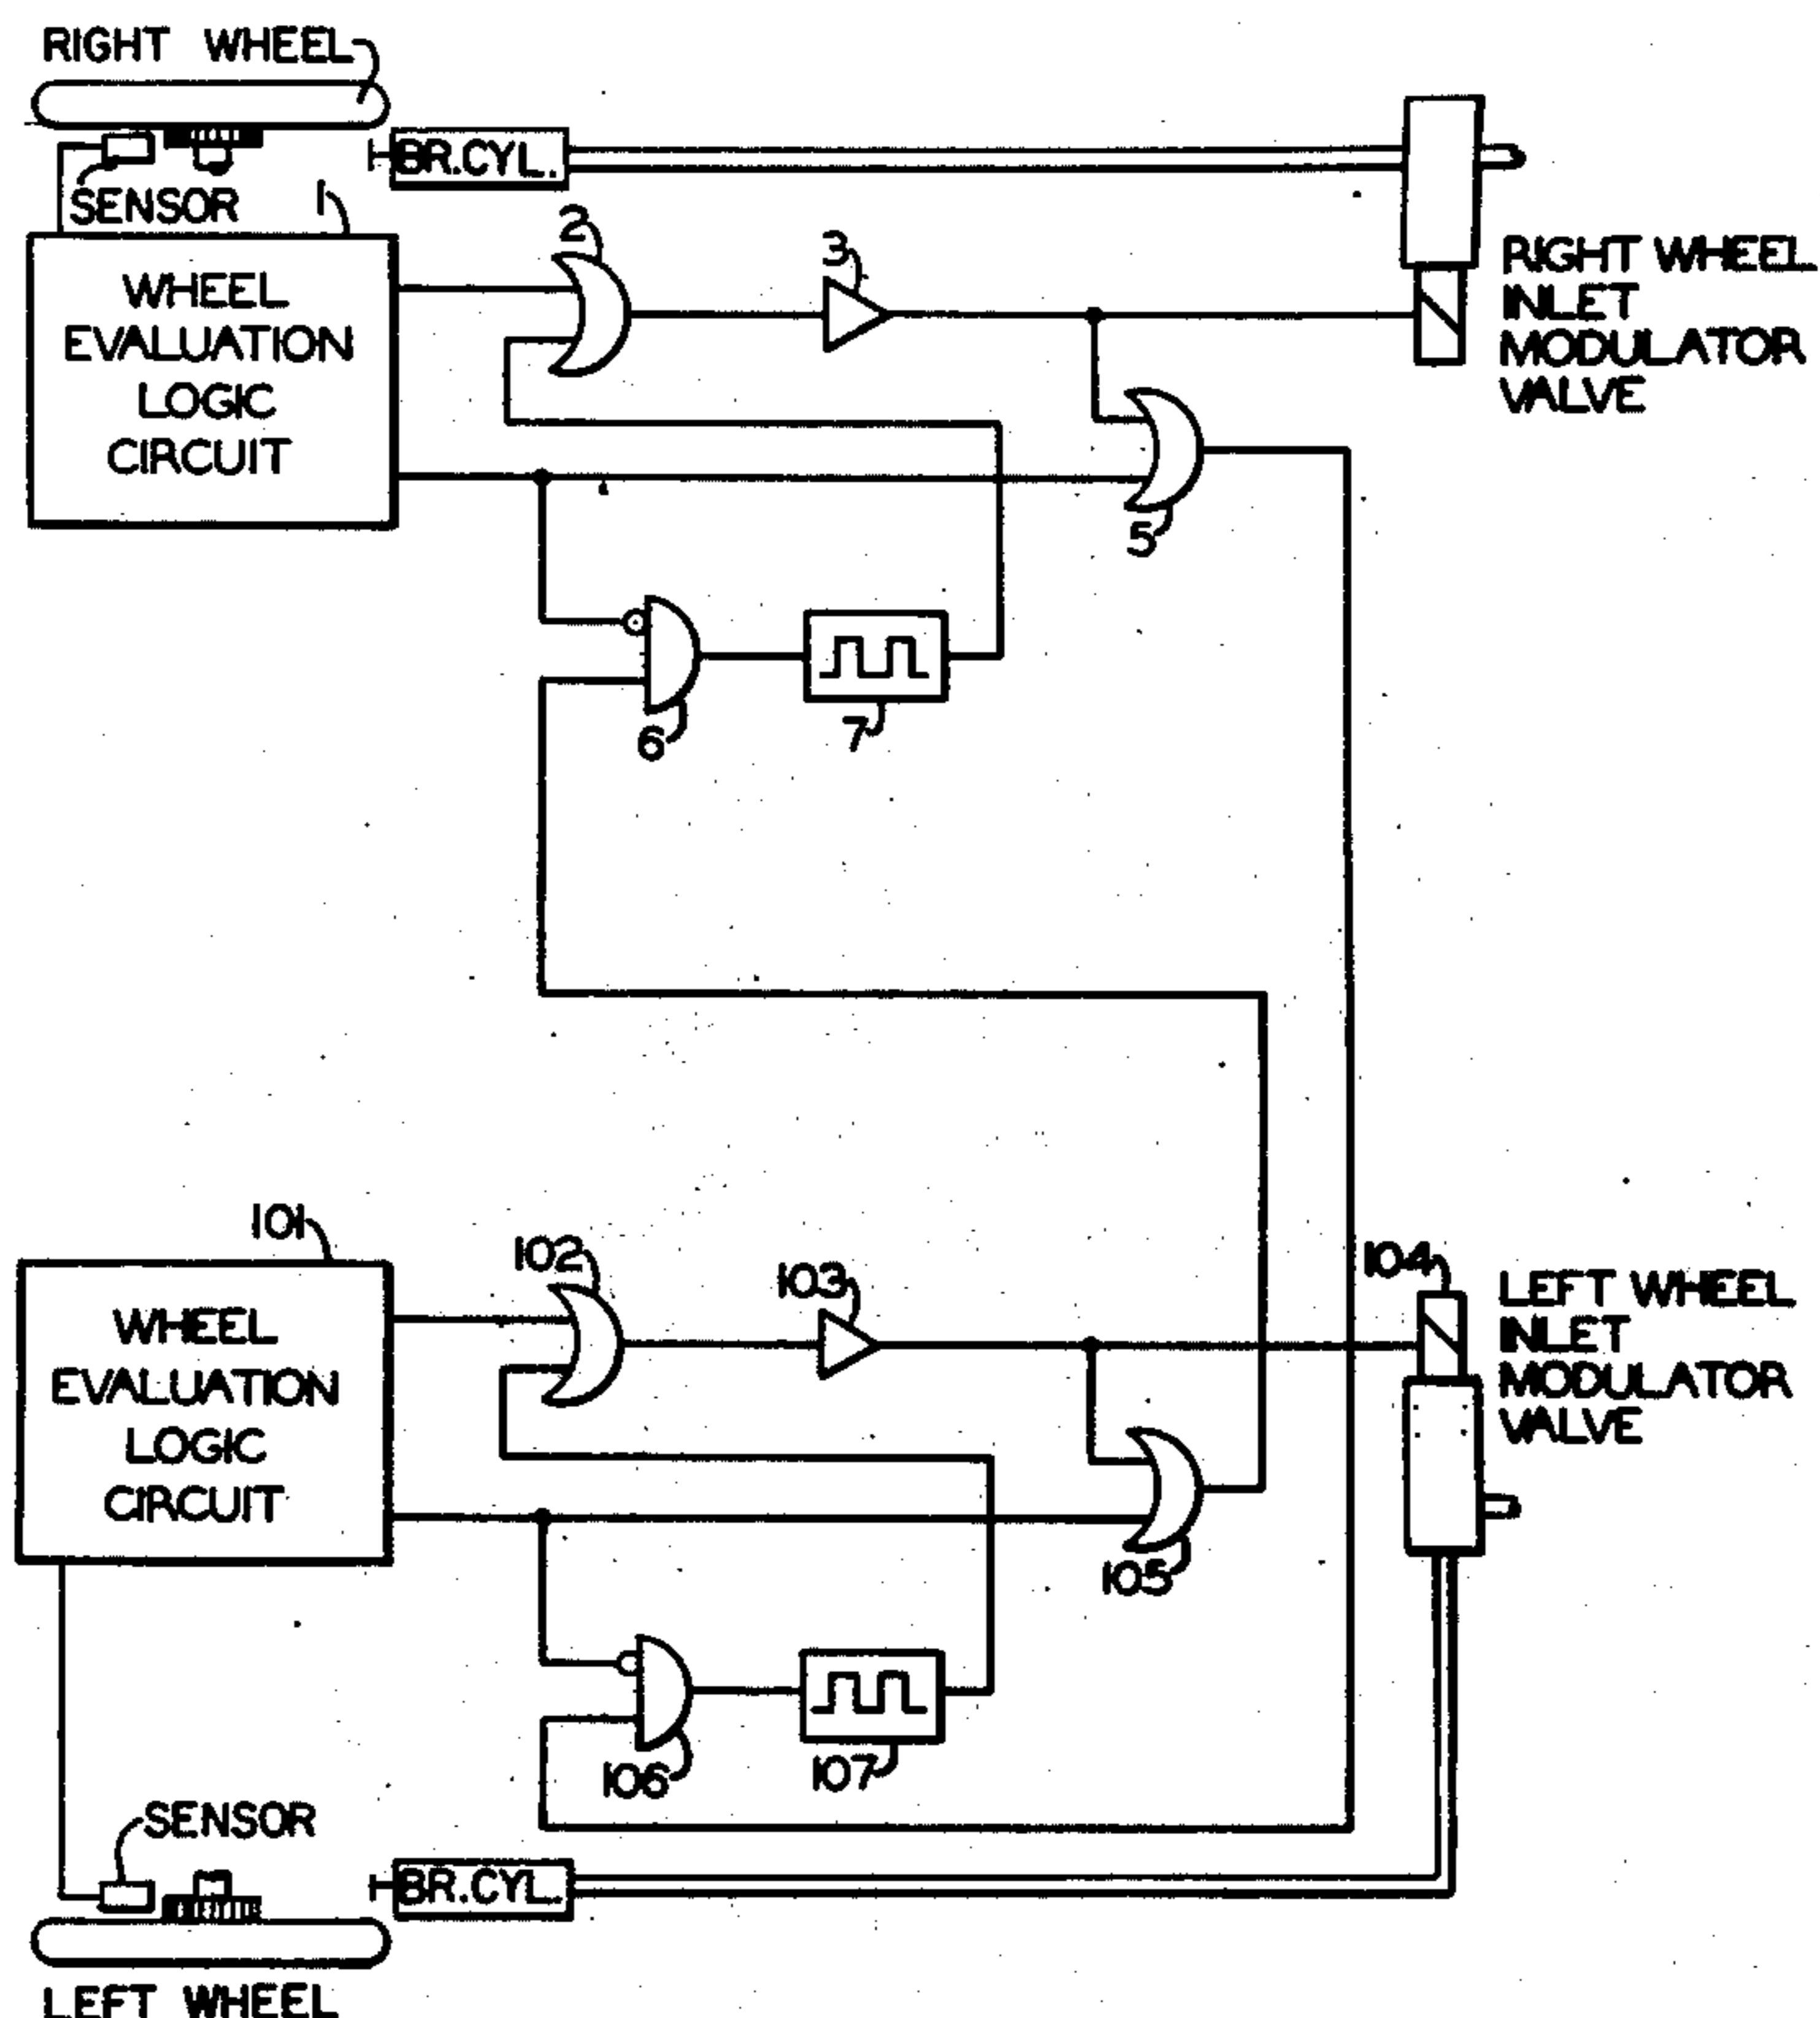 RIGHT WHEEL
BR.CYL.
SENSOR
1
2
3
RIGHT WHEEL
INLET
MODULATOR
VALVE
WHEEL
EVALUATION
LOGIC
CIRCUIT
5
6
7
101
102
103
104
LEFT WHEEL
INLET
MODULATOR
VALVE
WHEEL
EVALUATION
LOGIC
CIRCUIT
105
106
107
SENSOR
BR.CYL.
LEFT WHEEL